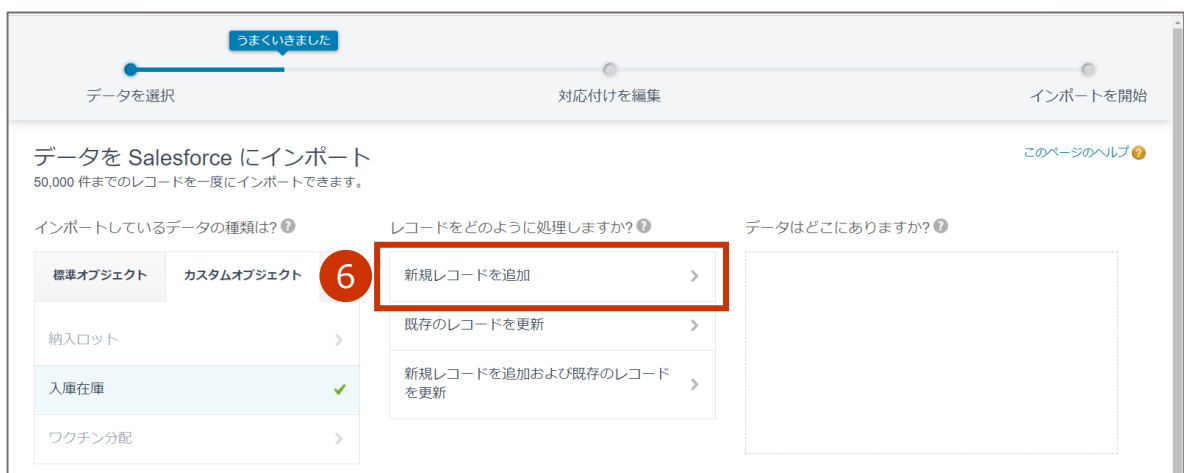 うまくいきました
データを選択
対応付けを編集
インポートを開始
データを Salesforce にインポート
このページのヘルプ
50,000 件までのレコードを一度にインポートできます。
インポートしているデータの種類は?
レコードをどのように処理しますか?
データはどこにありますか?
標準オブジェクト
カスタムオブジェクト
6
新規レコードを追加
納入ロット
既存のレコードを更新
入庫在庫
新規レコードを追加および既存のレコード
を更新
ワクチン分配